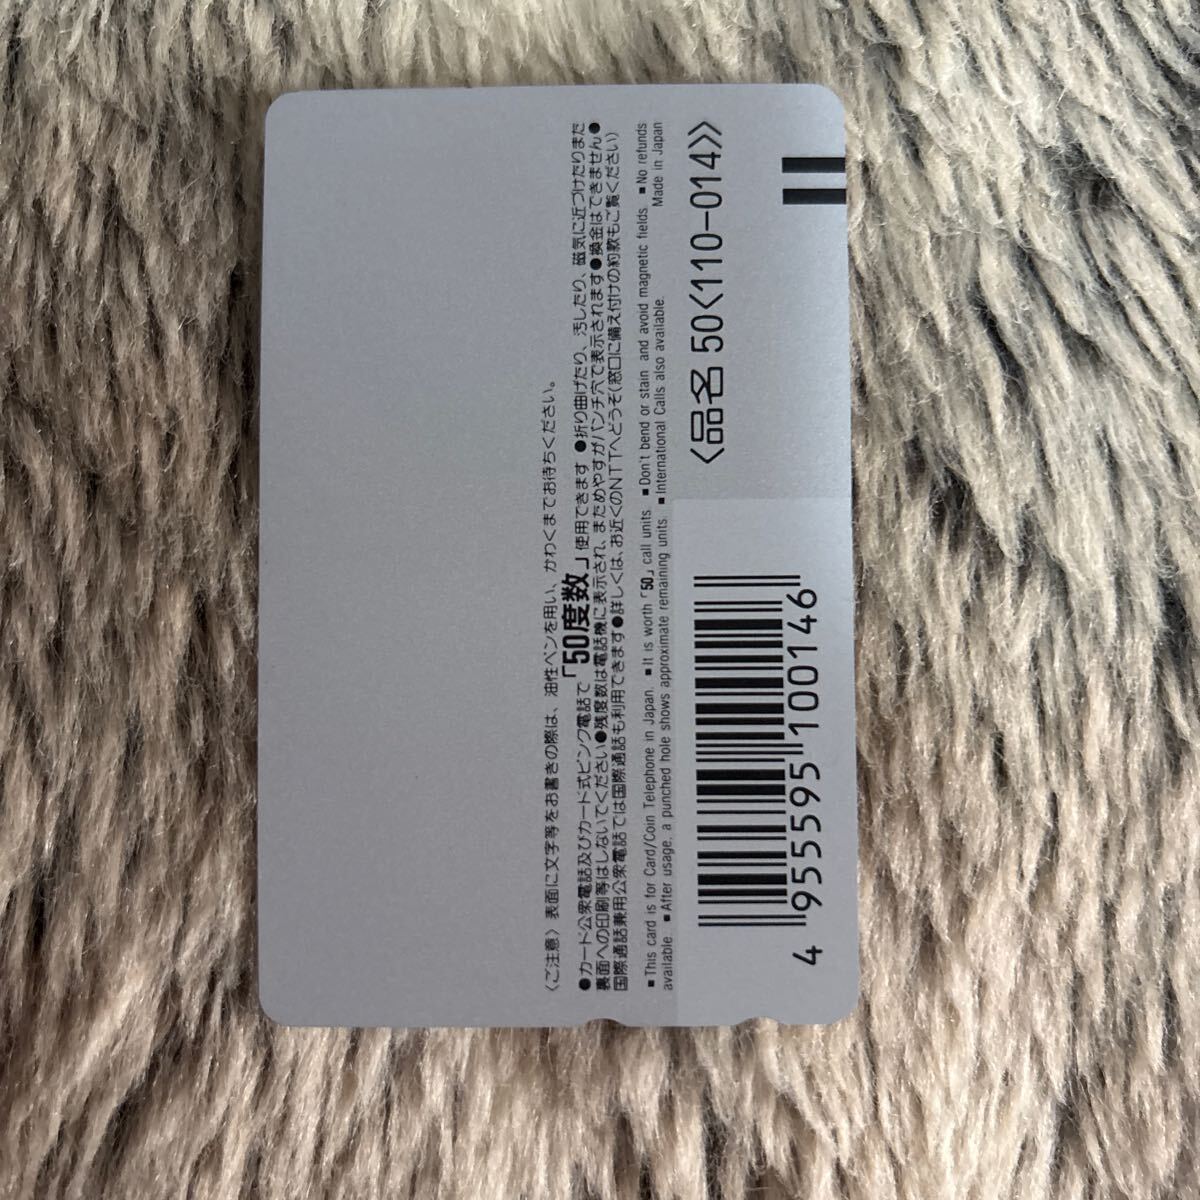 〈ご注意〉表面に文字等をお書きの際は、油性ペンを用い、かわくまでお待ちください。
●カード公衆電話及びカード式ピンク電話で「50度数」使用できます ●折り曲げたり、汚したり、磁気に近づけたりまた
裏面への印刷等はしないでください●残度数は電話機に表示され、まためやすがパンチ穴で表示されます●換金はできません●
国際通話兼用公衆電話では国際通話も利用できます●詳しくは、お近くのNTTへどうぞ(窓口に備え付けの約款もご覧ください)
■This card is for Card/Coin Telephone in Japan. ■It is worth「50」call units. ■Don't bend or stain and avoid magnetic fields. ■No refunds
available. ■After usage, a punched hole shows approximate remaining units. ■International Calls also available. Made in Japan
〈品名 50〈110-014〉〉
4 955595 100146